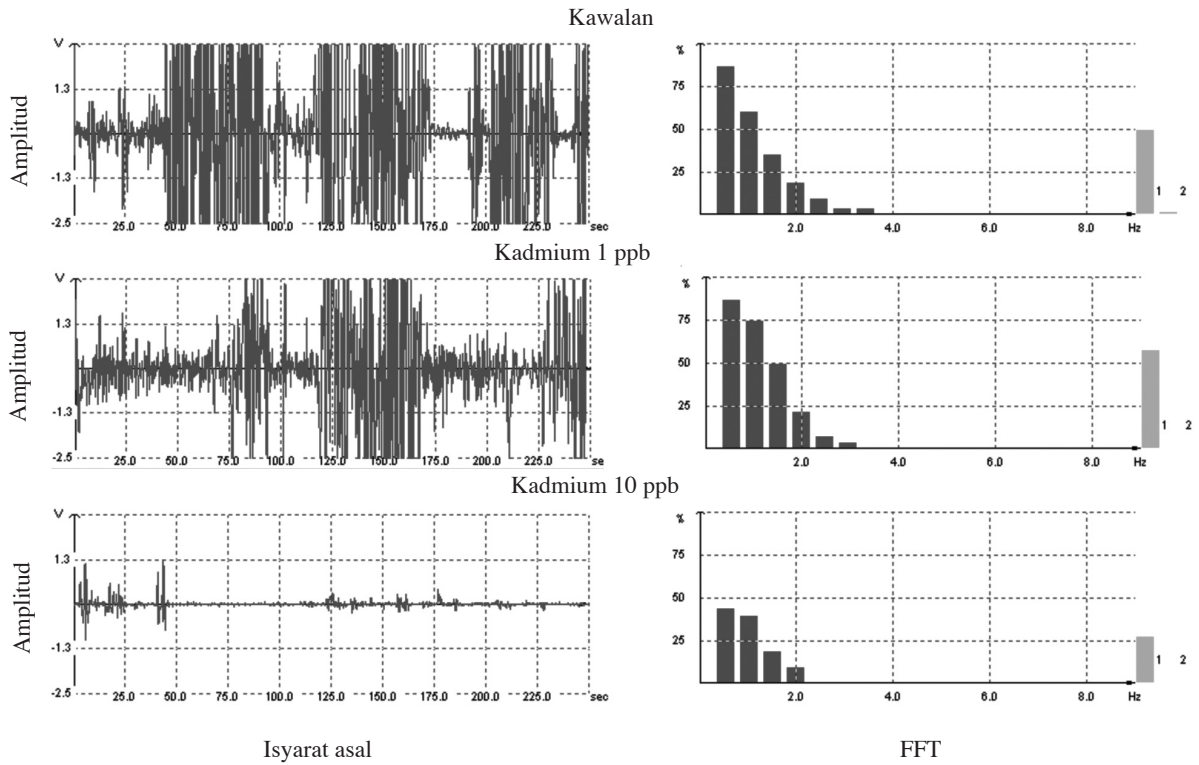 Kawalan
Amplitud
V
1.3
-1.3
-2.5
25.0 50.0 75.0 100.0 125.0 150.0 175.0 200.0 225.0 sec
%
75
50
25
2.0 4.0 6.0 8.0 Hz
1 2
Kadmium 1 ppb
Amplitud
V
1.3
-1.3
-2.5
25.0 50.0 75.0 100.0 125.0 150.0 175.0 200.0 225.0 se
%
75
50
25
2.0 4.0 6.0 8.0 Hz
1 2
Kadmium 10 ppb
Amplitud
V
1.3
-1.3
-2.5
25.0 50.0 75.0 100.0 125.0 150.0 175.0 200.0 225.0 sec
%
75
50
25
2.0 4.0 6.0 8.0 Hz
1 2
Isyarat asal FFT